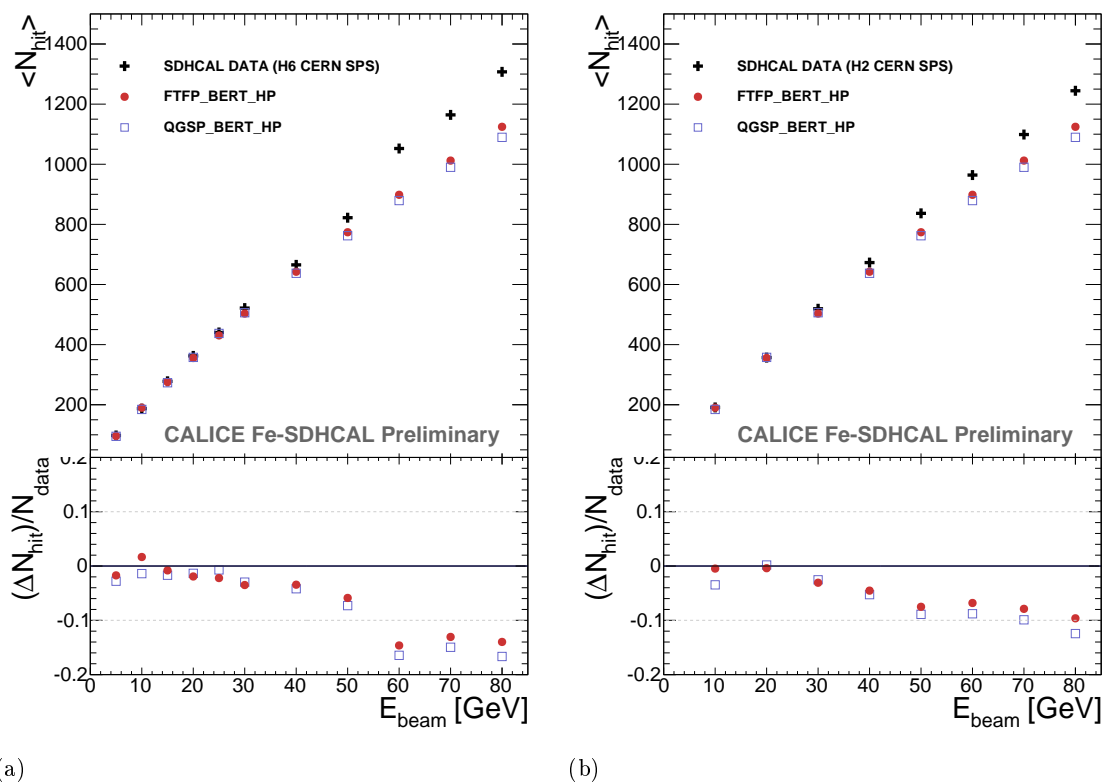 <N_hit>
1400
1200
1000
800
600
400
200
SDHCAL DATA (H6 CERN SPS)
FTFP_BERT_HP
QGSP_BERT_HP
CALICE Fe-SDHCAL Preliminary
(ΔN_hit)/N_data
0.2
0.1
0
-0.1
-0.2
0 10 20 30 40 50 60 70 80
E_beam [GeV]
(a)
<N_hit>
1400
1200
1000
800
600
400
200
SDHCAL DATA (H2 CERN SPS)
FTFP_BERT_HP
QGSP_BERT_HP
CALICE Fe-SDHCAL Preliminary
(ΔN_hit)/N_data
0.2
0.1
0
-0.1
-0.2
0 10 20 30 40 50 60 70 80
E_beam [GeV]
(b)